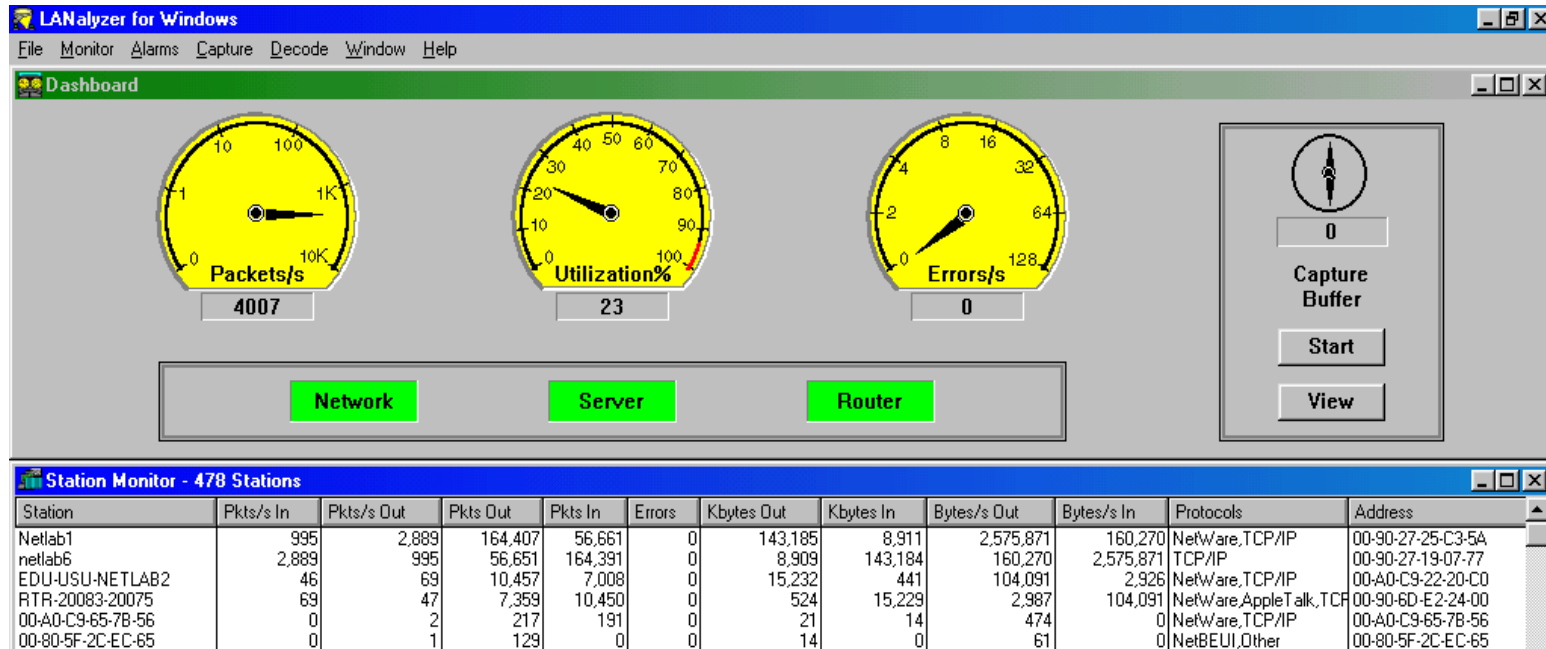 LANalyzer for Windows
File Monitor Alarms Capture Decode Window Help
Dashboard
0 1 10 100 1K 10K
Packets/s
4007
0 10 20 30 40 50 60 70 80 90 100
Utilization%
23
0 2 4 8 16 32 64 128
Errors/s
0
0
Capture
Buffer
Start
View
Network Server Router
Station Monitor - 478 Stations
Station Pkts/s In Pkts/s Out Pkts Out Pkts In Errors Kbytes Out Kbytes In Bytes/s Out Bytes/s In Protocols Address
Netlab1 995 2,889 164,407 56,661 0 143,185 8,911 2,575,871 160,270 NetWare,TCP/IP 00-90-27-25-C3-5A
netlab6 2,889 995 56,651 164,391 0 8,909 143,184 160,270 2,575,871 TCP/IP 00-90-27-19-07-77
EDU-USU-NETLAB2 46 69 10,457 7,008 0 15,232 441 104,091 2,926 NetWare,TCP/IP 00-A0-C9-22-20-C0
RTR-20083-20075 69 47 7,359 10,450 0 524 15,229 2,987 104,091 NetWare,AppleTalk,TCF 00-90-6D-E2-24-00
00-A0-C9-65-7B-56 0 2 217 191 0 21 14 474 0 NetWare,TCP/IP 00-A0-C9-65-7B-56
00-80-5F-2C-EC-65 0 1 129 0 0 14 0 61 0 NetBEUI,Other 00-80-5F-2C-EC-65